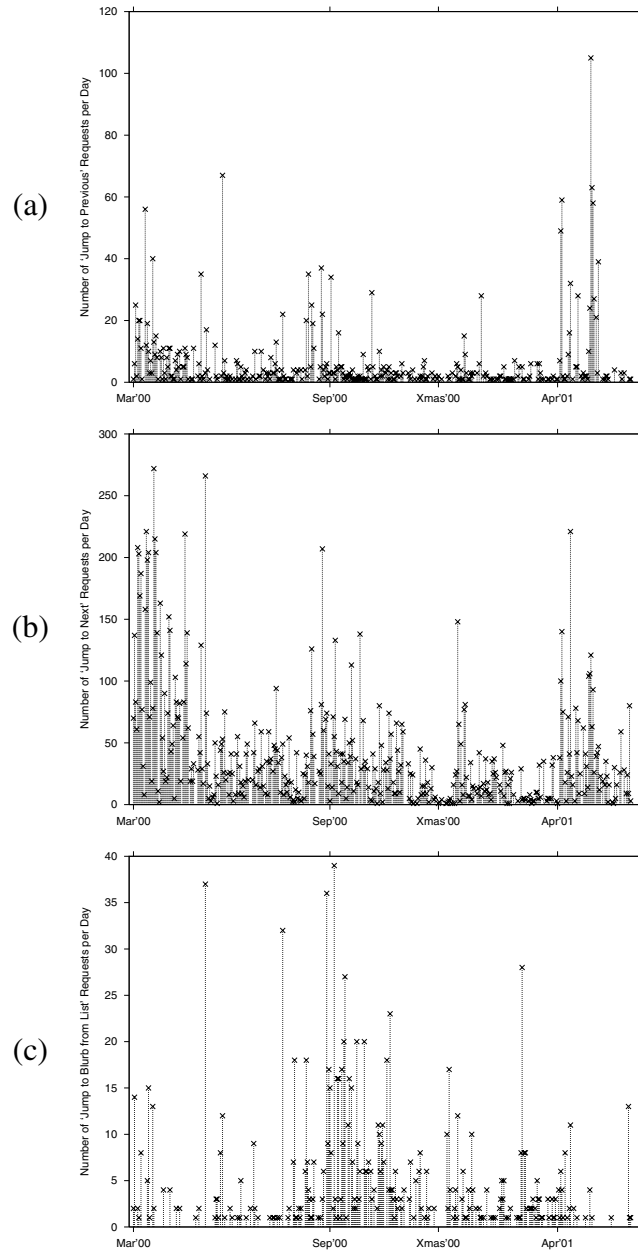 120
100
80
60
40
20
0
Number of 'Jump to Previous' Requests per Day
(a)
Mar'00 Sep'00 Xmas'00 Apr'01
300
250
200
150
100
50
0
Number of 'Jump to Next' Requests per Day
(b)
Mar'00 Sep'00 Xmas'00 Apr'01
40
35
30
25
20
15
10
5
0
Number of 'Jump to Blurb from List' Requests per Day
(c)
Mar'00 Sep'00 Xmas'00 Apr'01